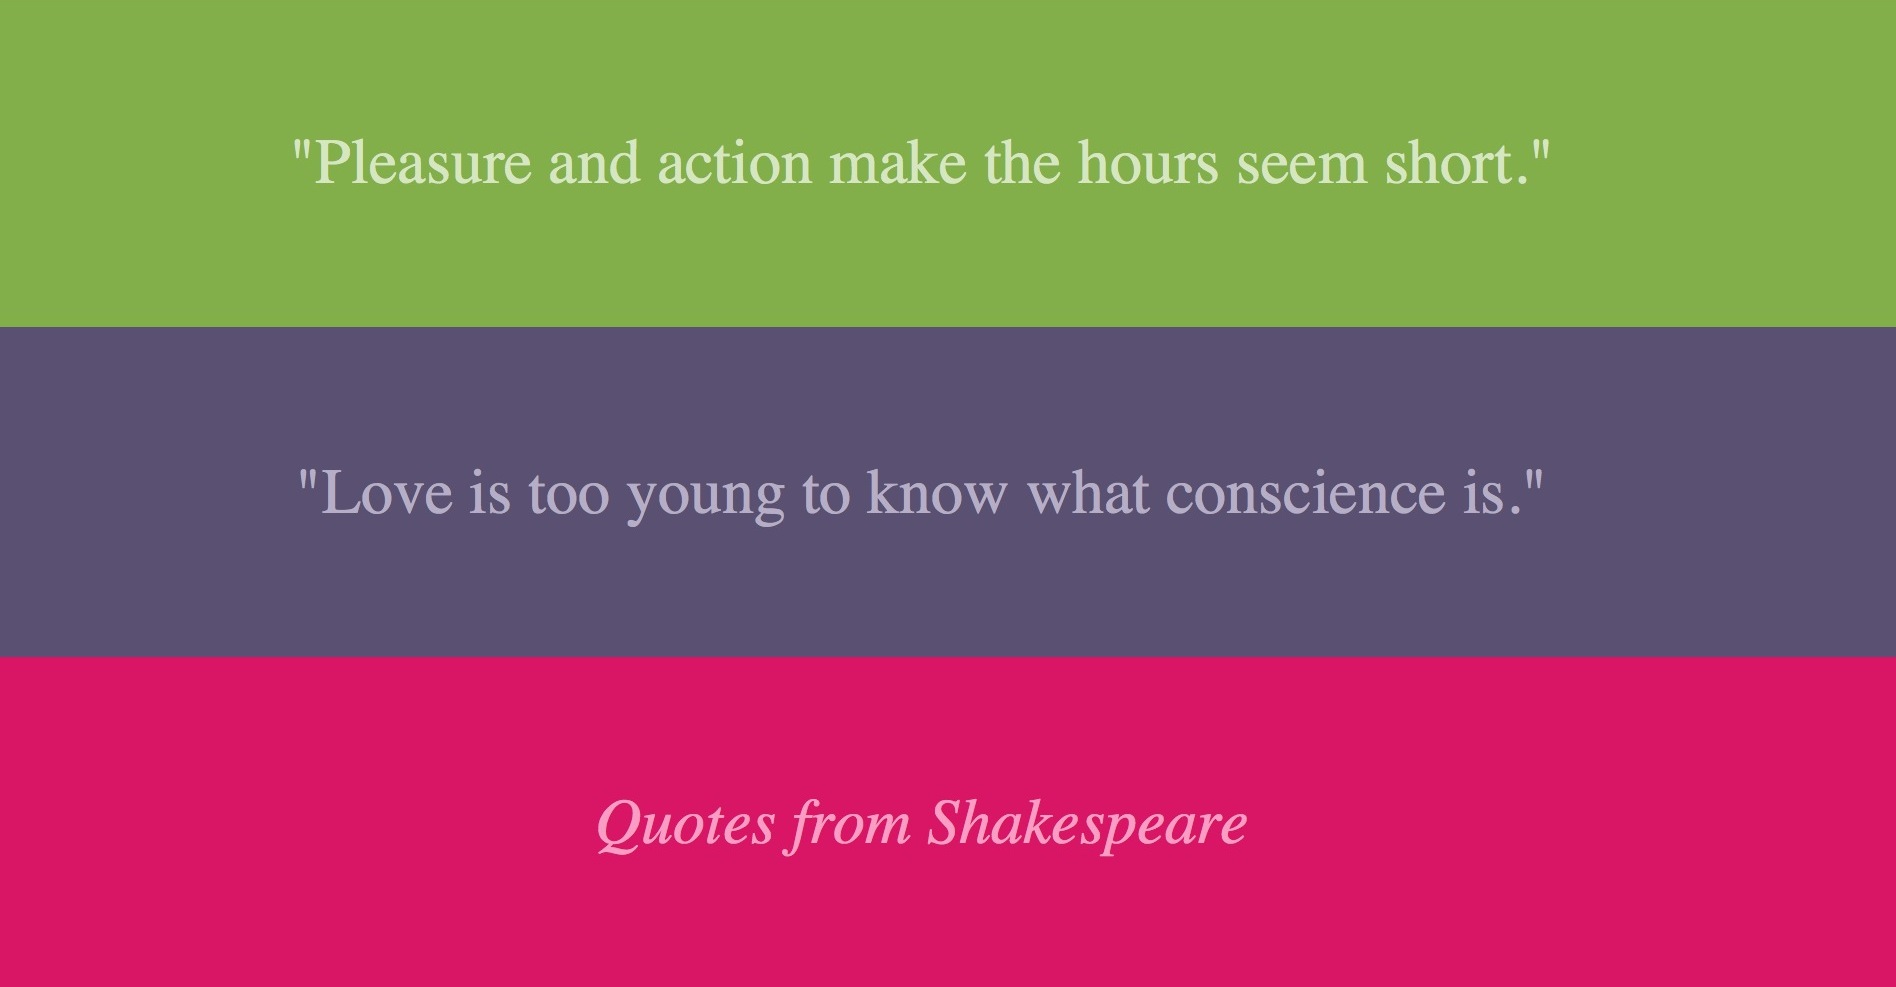 "Pleasure and action make the hours seem short."
"Love is too young to know what conscience is."
Quotes from Shakespeare